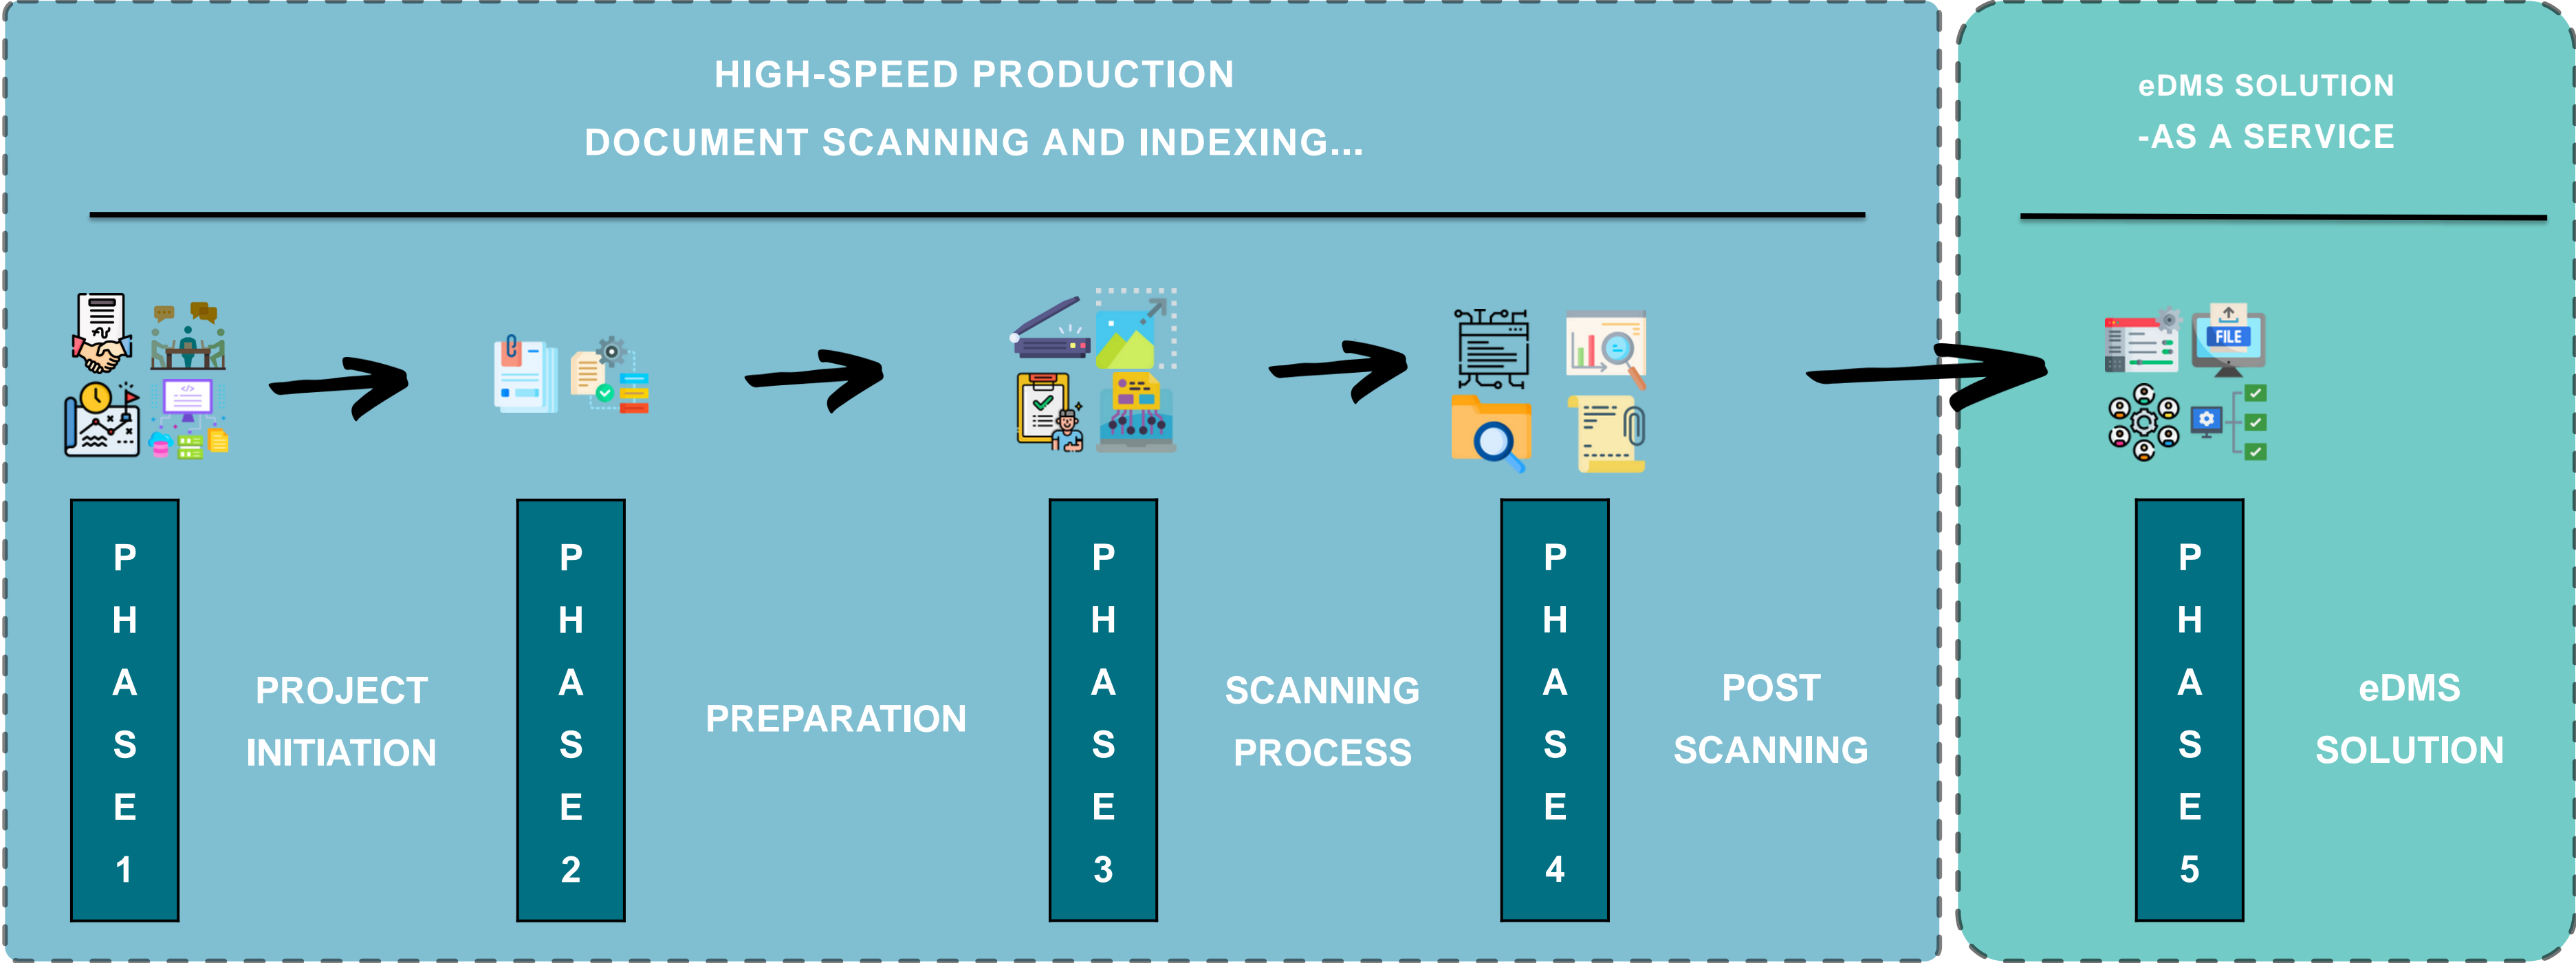 HIGH-SPEED PRODUCTION
DOCUMENT SCANNING AND INDEXING...
eDMS SOLUTION
-AS A SERVICE
FILE
P
H
A
S
E
1
PROJECT
INITIATION
P
H
A
S
E
2
PREPARATION
P
H
A
S
E
3
SCANNING
PROCESS
P
H
A
S
E
4
POST
SCANNING
P
H
A
S
E
5
eDMS
SOLUTION